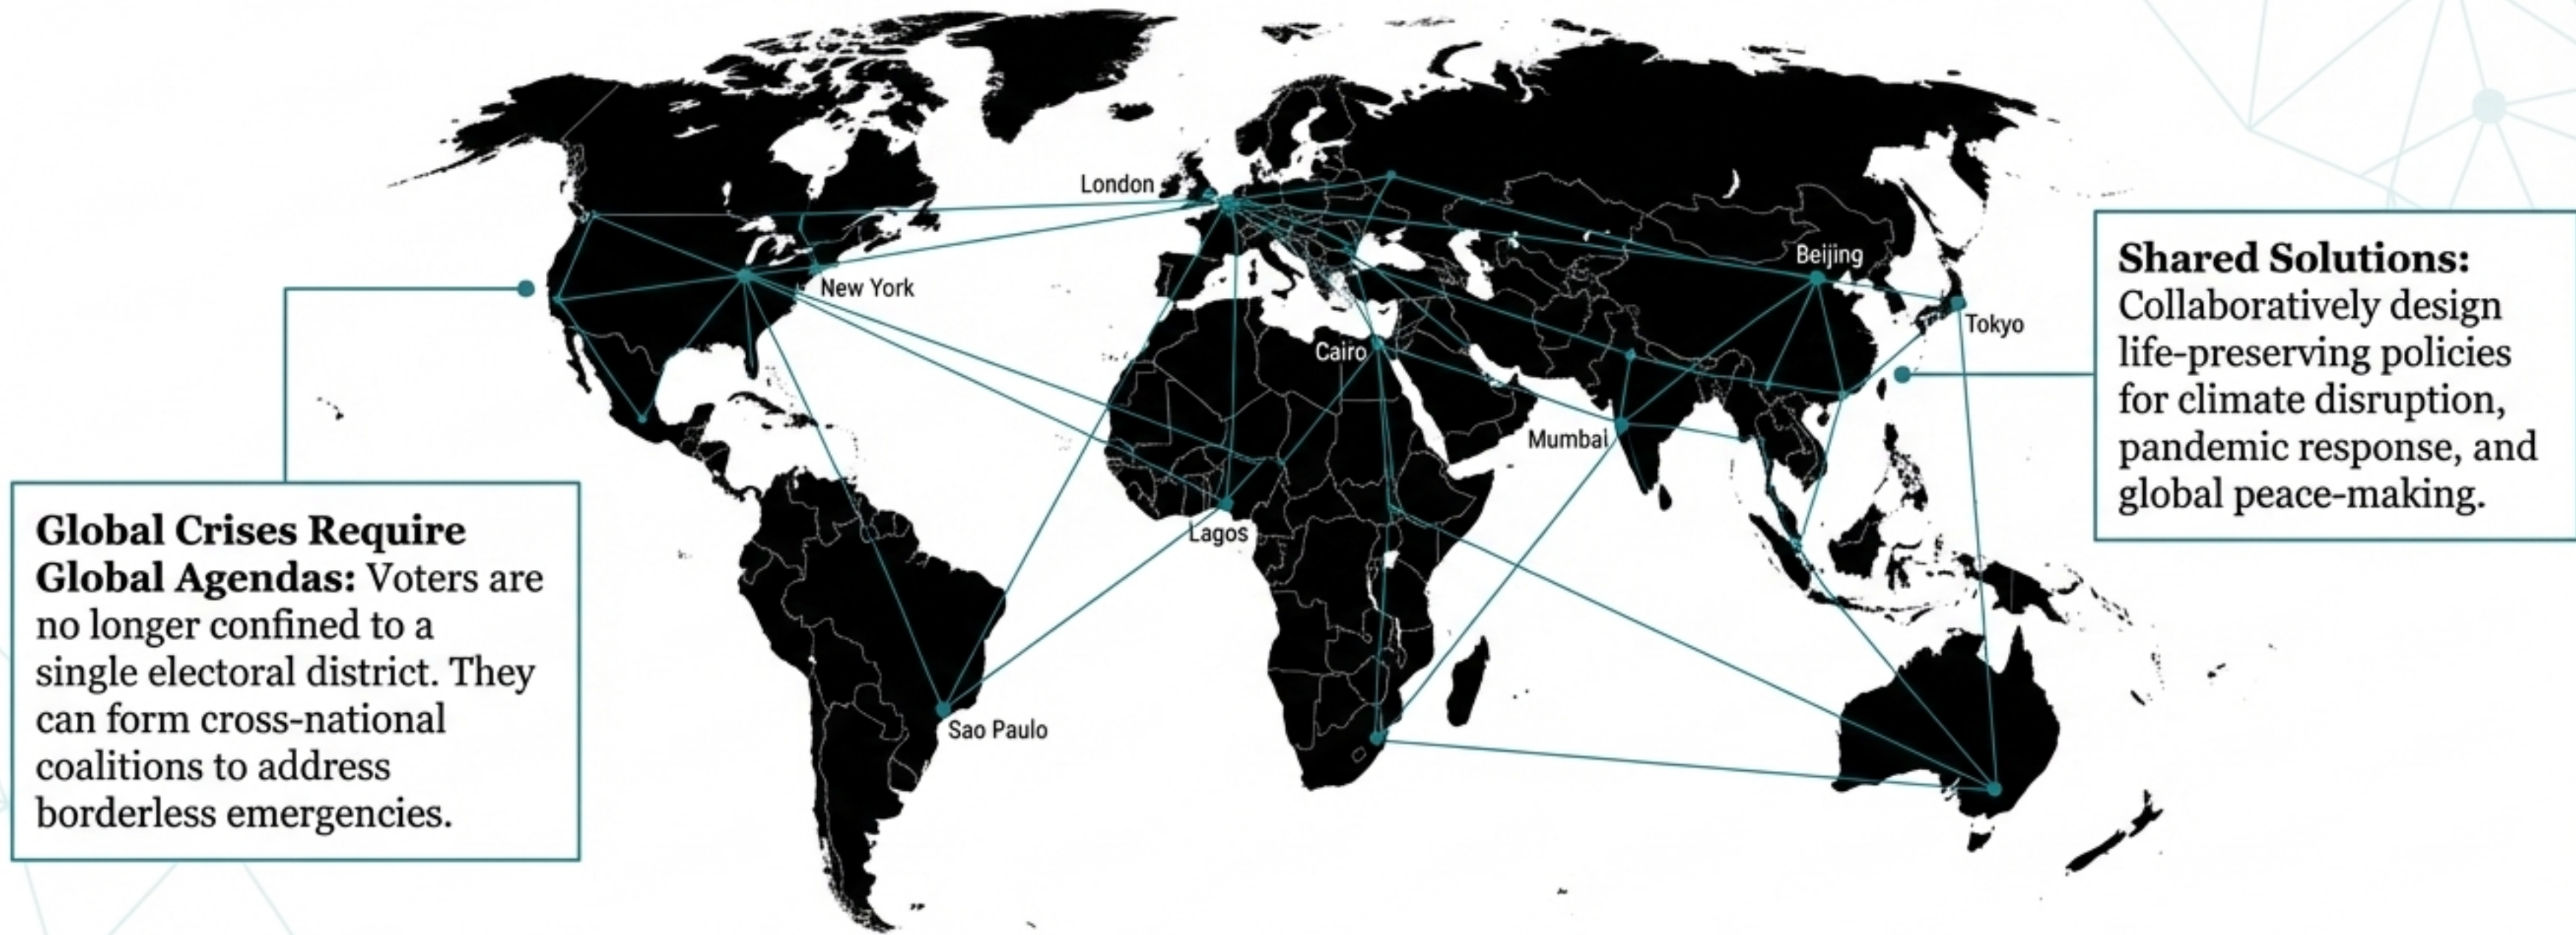 London
New York
Beijing
Tokyo
Cairo
Mumbai
Lagos
Sao Paulo
Global Crises Require
Global Agendas: Voters are
no longer confined to a
single electoral district. They
can form cross-national
coalitions to address
borderless emergencies.
Shared Solutions:
Collaboratively design
life-preserving policies
for climate disruption,
pandemic response, and
global peace-making.